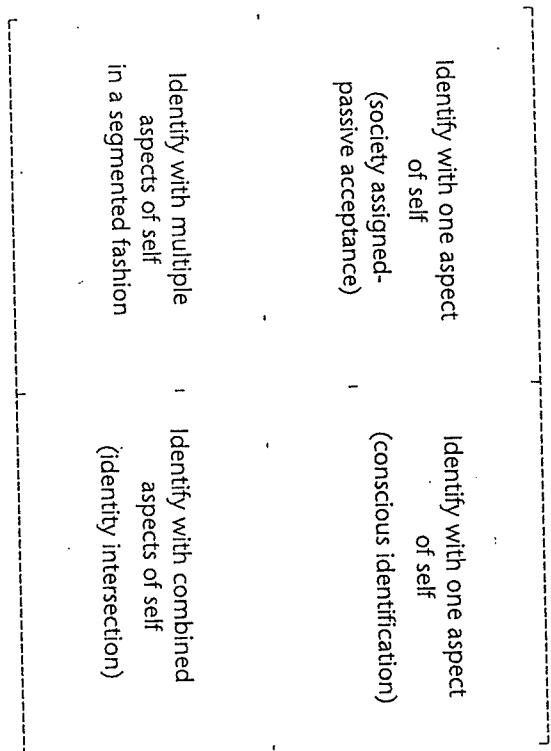 Identify with one aspect
of self
(society assigned-
passive acceptance)
Identify with one aspect
of self
(conscious identification)
Identify with multiple
aspects of self
in a segmented fashion
Identify with combined
aspects of self
(identity intersection)